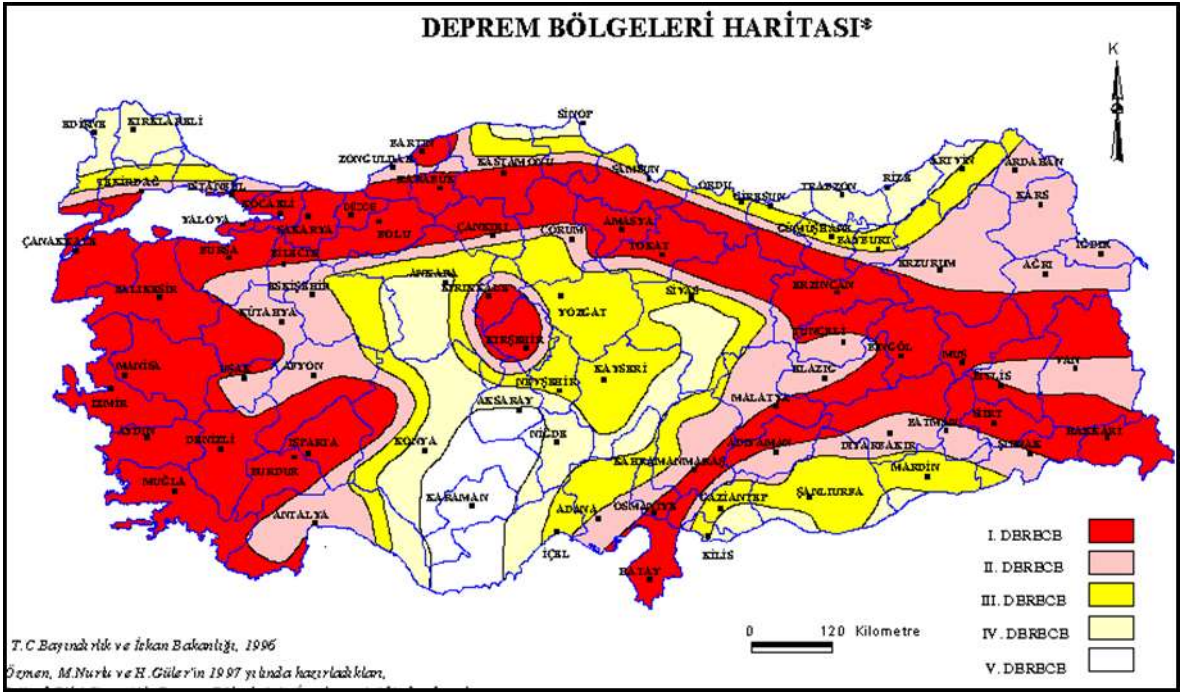 DEPREM BÖLGELERİ HARİTASI*
K
SİNOP
EDİRNE
KIRKLARELİ
BARTIN
ZONGULDAK
KASTAMONU
KARABÜK
SAMSUN
ARTVİN
ARDAHAN
TEKİRDAĞ
İSTANBUL
ORDU
GİRESUN
TRABZON
RİZE
KARS
KOCAELİ
DÜZCE
YALOVA
SAKARYA
BOLU
ÇANKIRI
ÇORUM
AMASYA
TOKAT
GÜMÜŞHANE
BAYBURT
IĞDIR
ÇANAKKALE
BURSA
BİLECİK
ANKARA
ERZURUM
AĞRI
BALIKESİR
ESKİŞEHİR
KIRIKKALE
SİVAS
ERZİNCAN
KÜTAHYA
YOZGAT
KIRŞEHİR
TUNCELİ
BİNGÖL
MUŞ
VAN
MANİSA
UŞAK
AFYON
NEVŞEHİR
KAYSERİ
ELAZIG
BİTLİS
İZMİR
AKSARAY
MALATYA
SİİRT
AYDIN
DENİZLİ
ISPARTA
KONYA
NİĞDE
ADIYAMAN
DİYARBAKIR
BATMAN
ŞIRNAK
HAKKARİ
BURDUR
KAHRAMANMARAŞ
MARDİN
MUĞLA
KARAMAN
GAZİANTEP
ŞANLIURFA
ANTALYA
ADANA
OSMANİYE
İÇEL
KİLİS
HATAY
I. DERECE
II. DERECE
III. DERECE
IV. DERECE
V. DERECE
0 120 Kilometre
T.C.Bayındırlık ve İskan Bakanlığı, 1996
Özmen, M.Nurlu ve H.Güler'in 1997 yılında hazırladıkları,